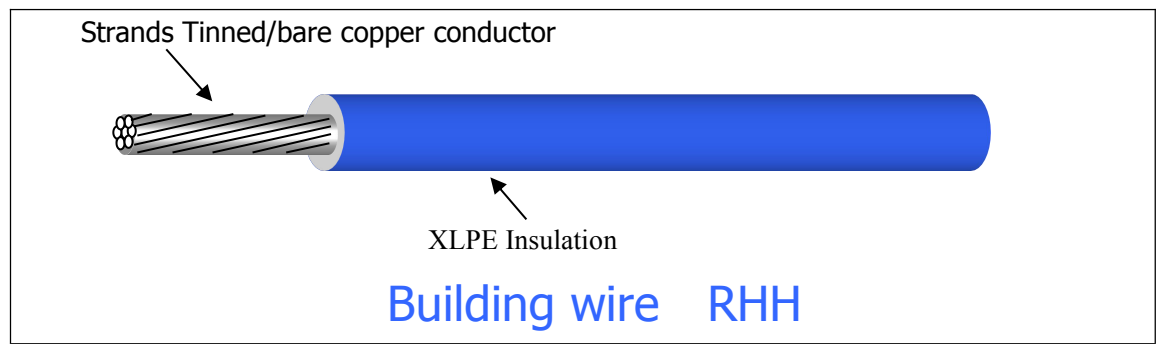 Strands Tinned/bare copper conductor
XLPE Insulation
Building wire RHH